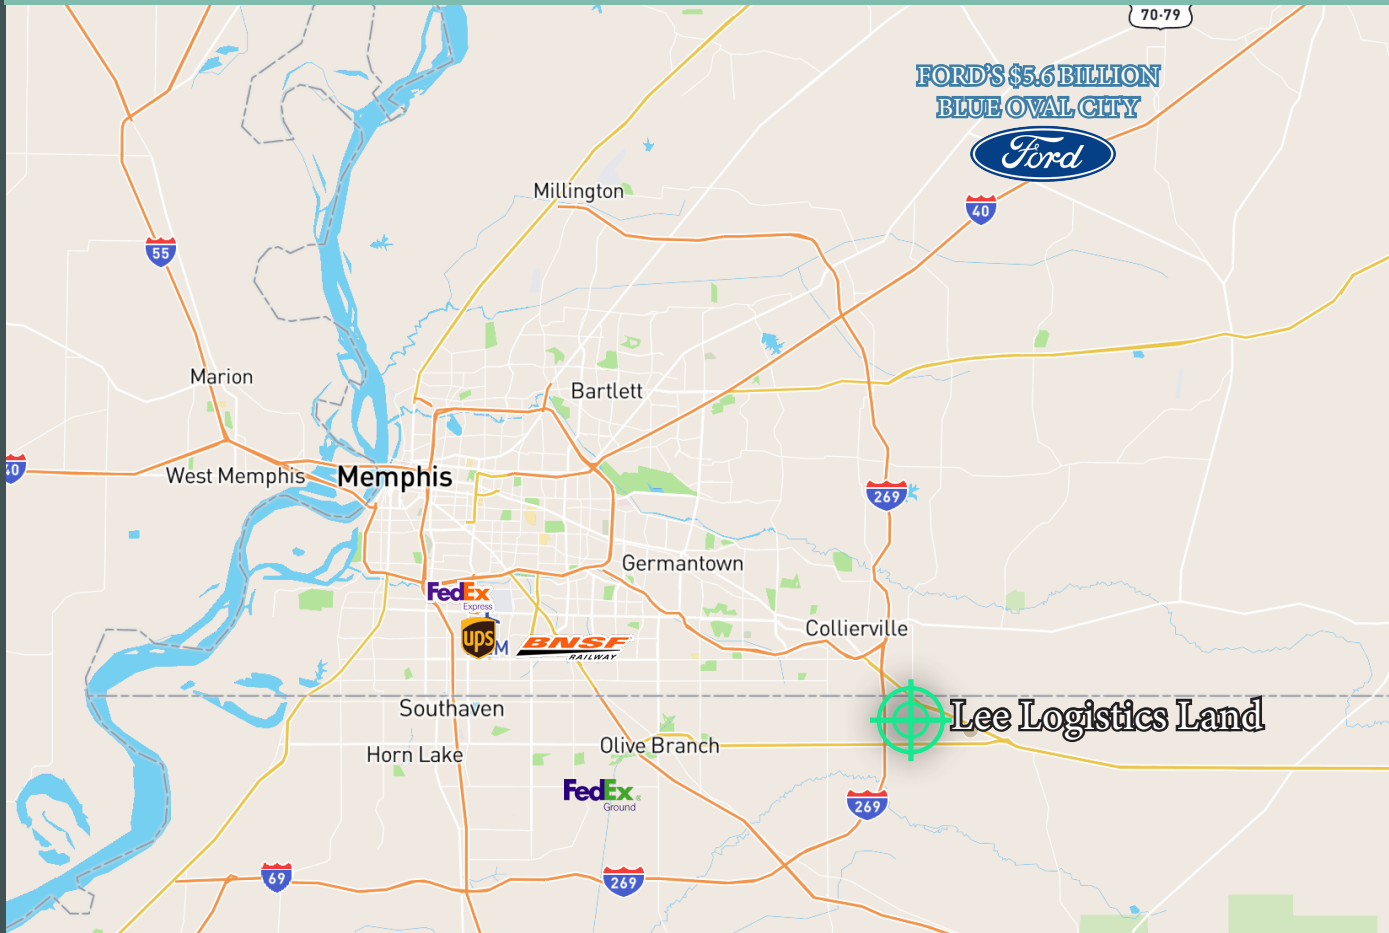 70-79
FORD'S $5.6 BILLION
BLUE OVAL CITY
Ford
Millington
40
55
Marion
Bartlett
40
West Memphis
Memphis
269
Germantown
FedEx
Express
UPS
M
BNSF
RAILWAY
Collierville
Southaven
Lee Logistics Land
Horn Lake
Olive Branch
FedEx
Ground
269
69
269